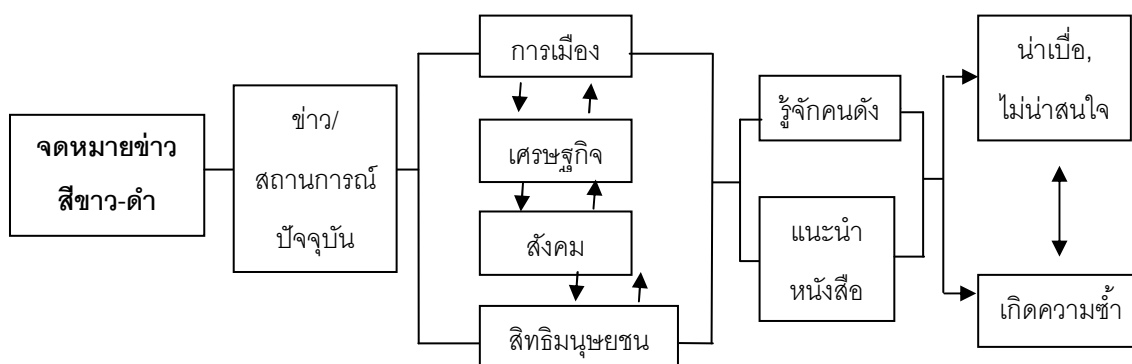 จดหมายข่าว
สีขาว-ดำ
ข่าว/
สถานการณ์
ปัจจุบัน
การเมือง
เศรษฐกิจ
สังคม
สิทธิมนุษยชน
รู้จักคนดัง
แนะนำ
หนังสือ
น่าเบื่อ,
ไม่น่าสนใจ
เกิดความซ้ำ